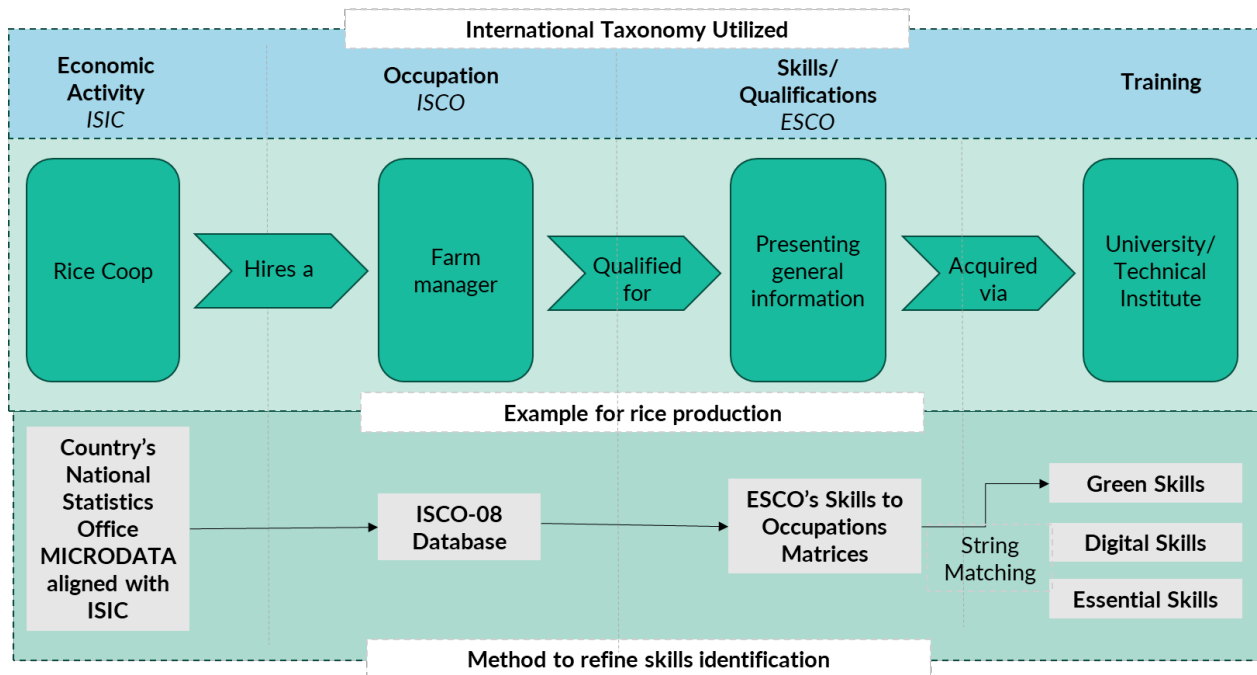 International Taxonomy Utilized
Economic
Activity
ISIC
Occupation
ISCO
Skills/
Qualifications
ESCO
Training
Rice Coop
Hires a
Farm
manager
Qualified
for
Presenting
general
information
Acquired
via
University/
Technical
Institute
Example for rice production
Country’s
National
Statistics
Office
MICRODATA
aligned with
ISIC
ISCO-08
Database
ESCO’s Skills to
Occupations
Matrices
String
Matching
Green Skills
Digital Skills
Essential Skills
Method to refine skills identification